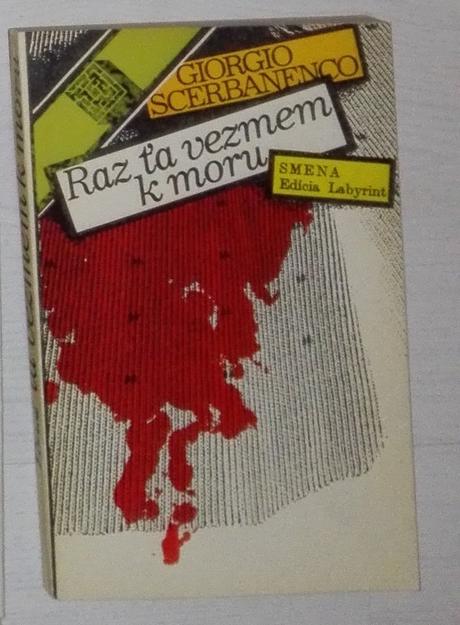 GIORGIO
SCERBANENCO
Raz ťa vezmem
k moru
SMENA
Edícia Labyrint